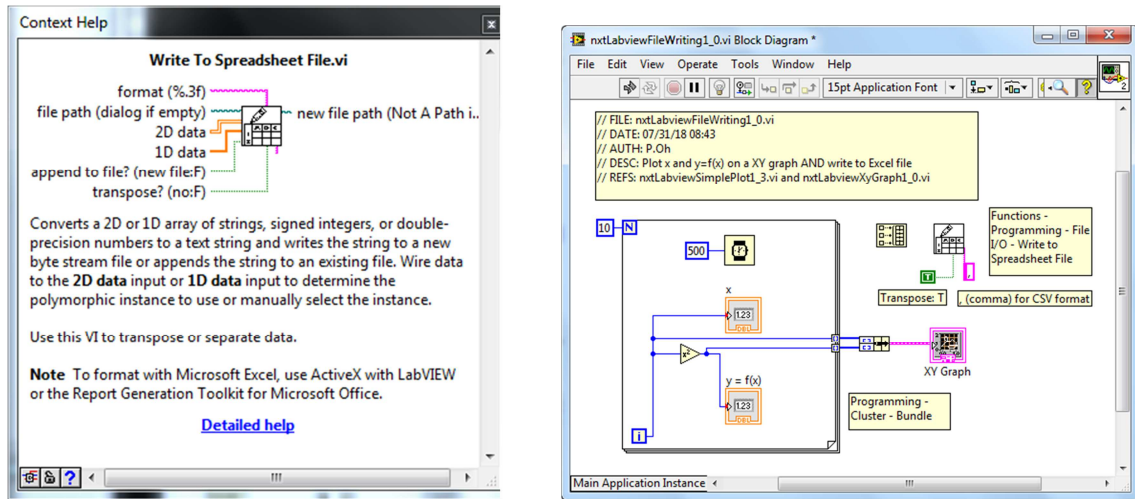 Context Help
Write To Spreadsheet File.vi
format (%.3f)
file path (dialog if empty)
new file path (Not A Path i..
2D data
1D data
append to file? (new file:F)
transpose? (no:F)
Converts a 2D or 1D array of strings, signed integers, or double-
precision numbers to a text string and writes the string to a new
byte stream file or appends the string to an existing file. Wire data
to the 2D data input or 1D data input to determine the
polymorphic instance to use or manually select the instance.
Use this VI to transpose or separate data.
Note To format with Microsoft Excel, use ActiveX with LabVIEW
or the Report Generation Toolkit for Microsoft Office.
Detailed help
nxtLabviewFileWriting1_0.vi Block Diagram *
File Edit View Operate Tools Window Help
15pt Application Font
2
// FILE: nxtLabviewFileWriting1_0.vi
// DATE: 07/31/18 08:43
// AUTH: P.Oh
// DESC: Plot x and y=f(x) on a XY graph AND write to Excel file
// REFS: nxtLabviewSimplePlot1_3.vi and nxtLabviewXyGraph1_0.vi
10 N
500
Functions -
Programming - File
I/O - Write to
Spreadsheet File
T
,
Transpose: T
, (comma) for CSV format
x
1.23
x²
XY Graph
y = f(x)
1.23
Programming -
Cluster - Bundle
i
Main Application Instance